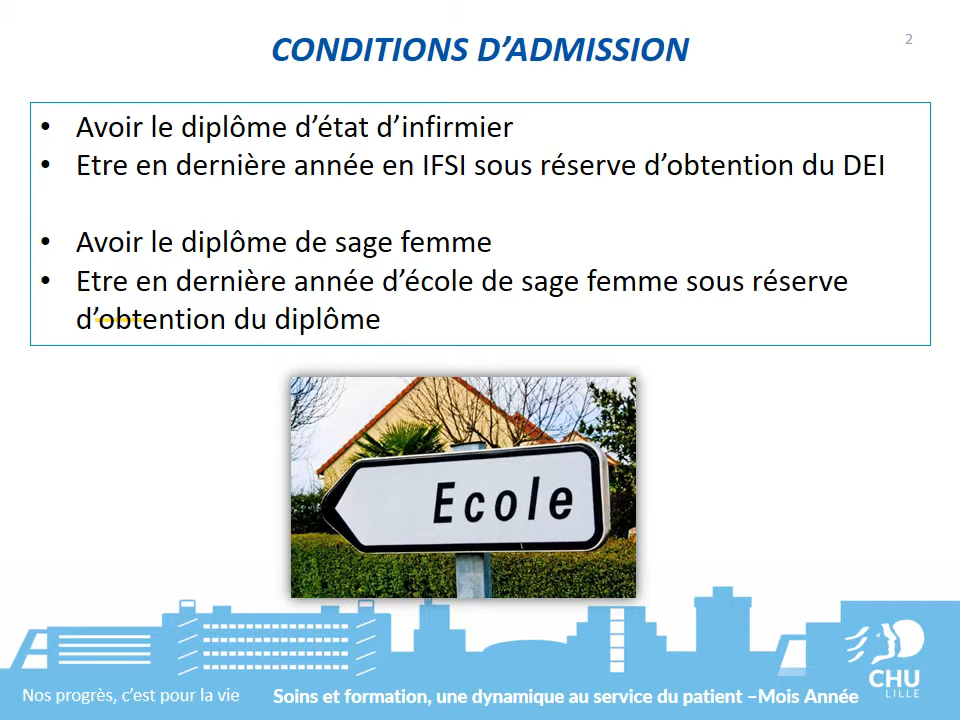 CONDITIONS D’ADMISSION
2
• Avoir le diplôme d’état d’infirmier
• Etre en dernière année en IFSI sous réserve d’obtention du DEI
• Avoir le diplôme de sage femme
• Etre en dernière année d’école de sage femme sous réserve
d’obtention du diplôme
Ecole
Nos progrès, c’est pour la vie
Soins et formation, une dynamique au service du patient –Mois Année
CHU
LILLE